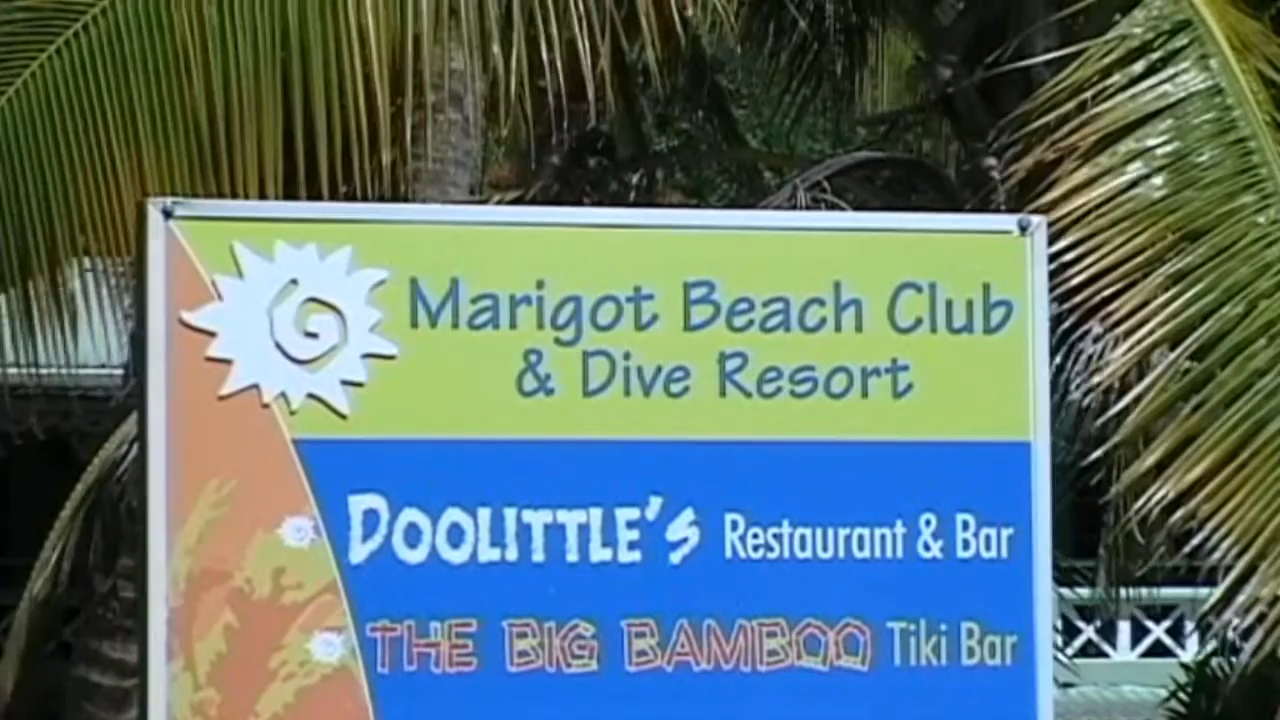 Marigot Beach Club
& Dive Resort
DOOLITTLE'S Restaurant & Bar
THE BIG BAMBOO Tiki Bar